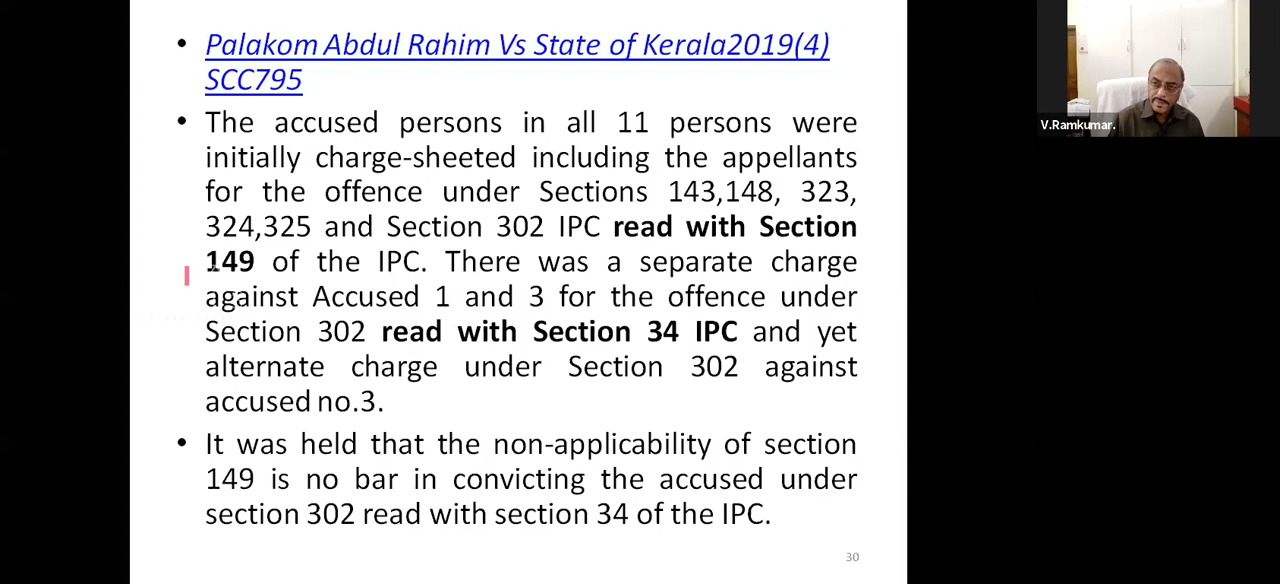 • Palakom Abdul Rahim Vs State of Kerala2019(4)
SCC795
• The accused persons in all 11 persons were
initially charge-sheeted including the appellants
for the offence under Sections 143,148, 323,
324,325 and Section 302 IPC read with Section
149 of the IPC. There was a separate charge
against Accused 1 and 3 for the offence under
Section 302 read with Section 34 IPC and yet
alternate charge under Section 302 against
accused no.3.
• It was held that the non-applicability of section
149 is no bar in convicting the accused under
section 302 read with section 34 of the IPC.
30
V.Ramkumar.